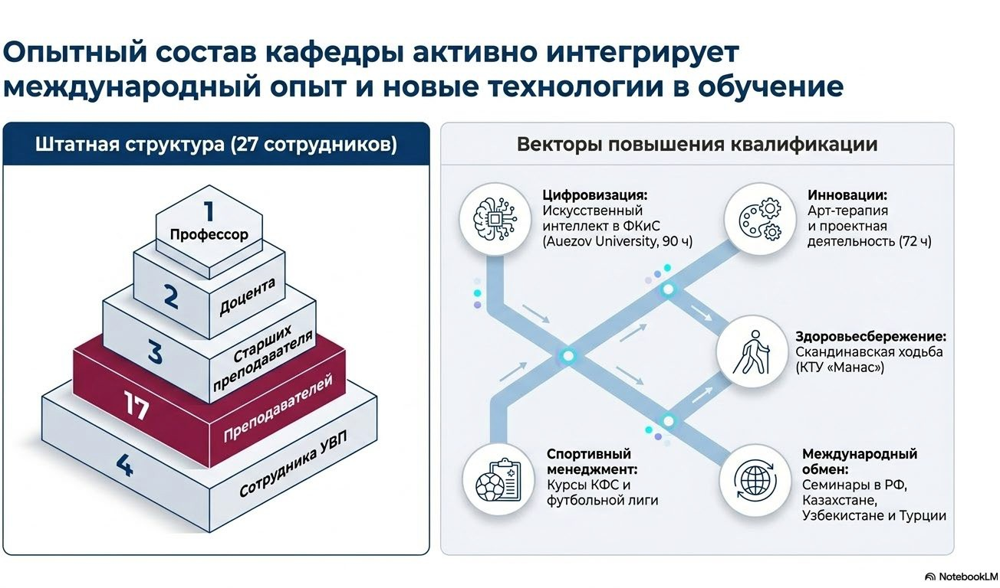 Опытный состав кафедры активно интегрирует
международный опыт и новые технологии в обучение
Штатная структура (27 сотрудников)
1
Профессор
2
Доцента
3
Старших
преподавателя
17
Преподавателей
4
Сотрудника УВП
Векторы повышения квалификации
Цифровизация:
Искусственный
интеллект в ФКиС
(Auezov University, 90 ч)
Инновации:
Арт-терапия
и проектная
деятельность (72 ч)
Здоровьесбережение:
Скандинавская ходьба
(КТУ «Манас»)
Спортивный
менеджмент:
Курсы КФС и
футбольной лиги
Международный
обмен:
Семинары в РФ,
Казахстане,
Узбекистане и Турции
NotebookLM